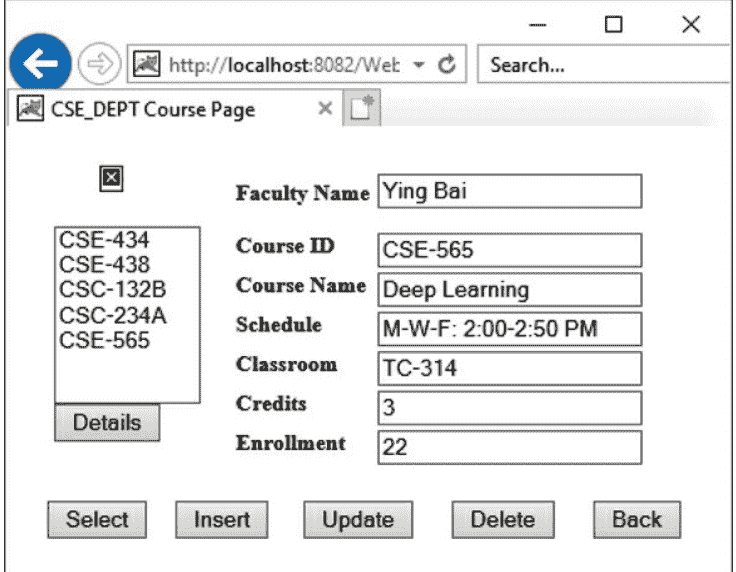 http://localhost:8082/Web
Search...
CSE_DEPT Course Page
Faculty Name Ying Bai
CSE-434
CSE-438
CSC-132B
CSC-234A
CSE-565
Details
Course ID CSE-565
Course Name Deep Learning
Schedule M-W-F: 2:00-2:50 PM
Classroom TC-314
Credits 3
Enrollment 22
Select Insert Update Delete Back